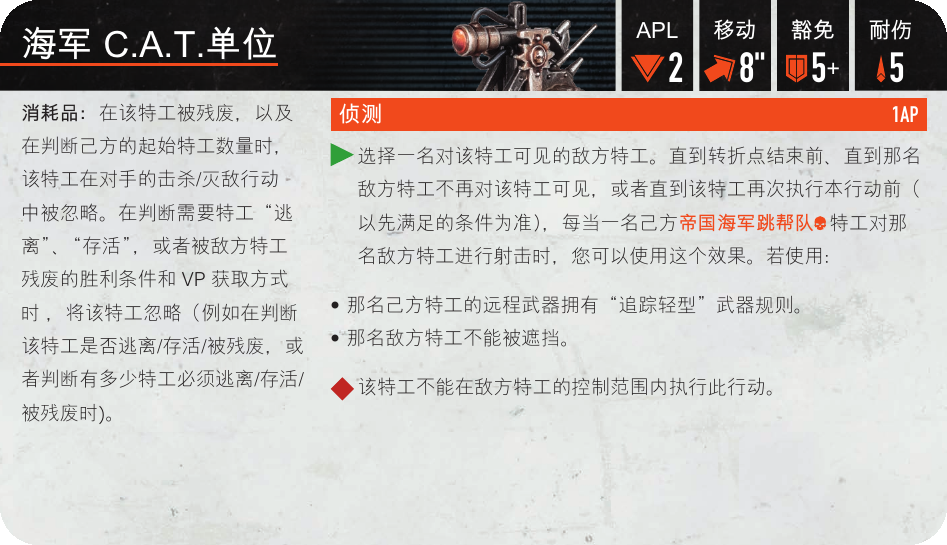 海军 C.A.T.单位
APL 移动 豁免 耐伤
2 8" 5+ 5
消耗品：在该特工被残废，以及
在判断己方的起始特工数量时，
该特工在对手的击杀/灭敌行动
中被忽略。在判断需要特工“逃
离”、“存活”，或者被敌方特工
残废的胜利条件和 VP 获取方式
时，将该特工忽略（例如在判断
该特工是否逃离/存活/被残废，或
者判断有多少特工必须逃离/存活/
被残废时)。
侦测 1AP
选择一名对该特工可见的敌方特工。直到转折点结束前、直到那名
敌方特工不再对该特工可见，或者直到该特工再次执行本行动前（
以先满足的条件为准），每当一名己方帝国海军跳帮队特工对那
名敌方特工进行射击时，您可以使用这个效果。若使用：
• 那名己方特工的远程武器拥有“追踪轻型”武器规则。
• 那名敌方特工不能被遮挡。
该特工不能在敌方特工的控制范围内执行此行动。